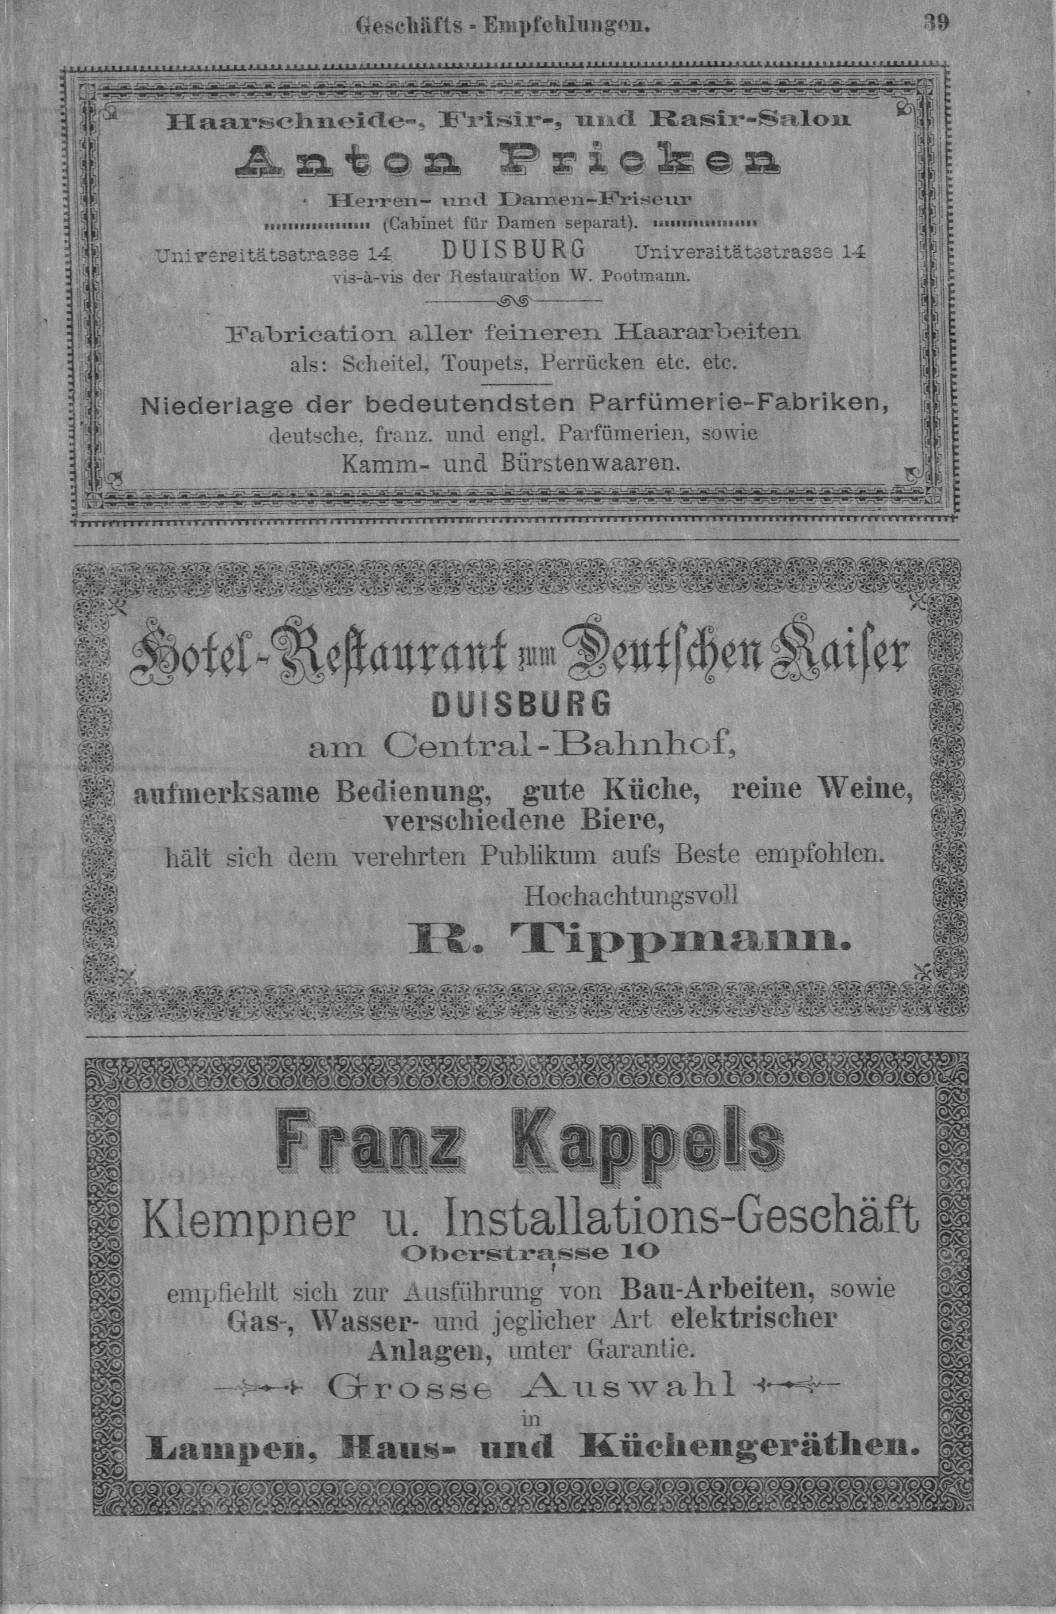 Geschäfts-Empfehlungen. 39
Haarschneide-, Frisir-, und Rasir-Salon
Anton Pricken
Herren- und Damen-Friseur
(Cabinet für Damen separat).
Universitätsstrasse 14 DUISBURG Universitätsstrasse 14
vis-à-vis der Restauration W. Pootmann.
Fabrication aller feineren Haararbeiten
als: Scheitel, Toupets, Perrücken etc. etc.
Niederlage der bedeutendsten Parfümerie-Fabriken,
deutsche, franz. und engl. Parfümerien, sowie
Kamm- und Bürstenwaaren.
Hotel-Restaurant zum Deutschen Kaiser
DUISBURG
am Central-Bahnhof,
aufmerksame Bedienung, gute Küche, reine Weine,
verschiedene Biere,
hält sich dem verehrten Publikum aufs Beste empfohlen.
Hochachtungsvoll
R. Tippmann.
Franz Kappels
Klempner u. Installations-Geschäft
Oberstrasse 10
empfiehlt sich zur Ausführung von Bau-Arbeiten, sowie
Gas-, Wasser- und jeglicher Art elektrischer
Anlagen, unter Garantie.
Grosse Auswahl
in
Lampen, Haus- und Küchengeräthen.